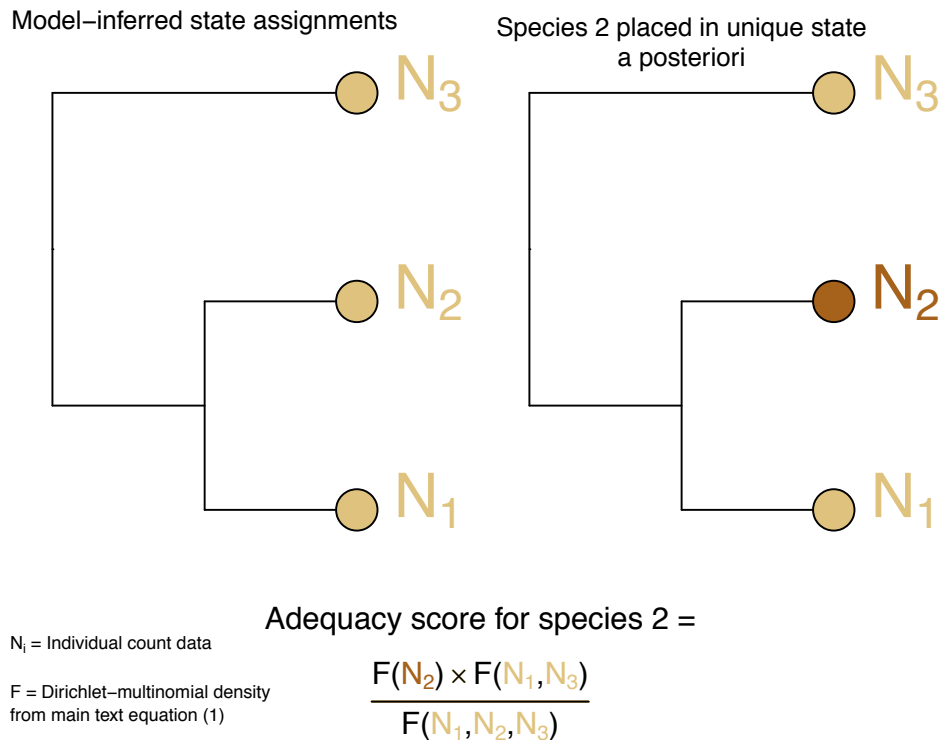 Model−inferred state assignments
Species 2 placed in unique state
a posteriori
N₃
N₃
N₂
N₂
N₁
N₁
Adequacy score for species 2 =
Nᵢ = Individual count data
F(N₂) × F(N₁,N₃)
F = Dirichlet−multinomial density
from main text equation (1)
F(N₁,N₂,N₃)